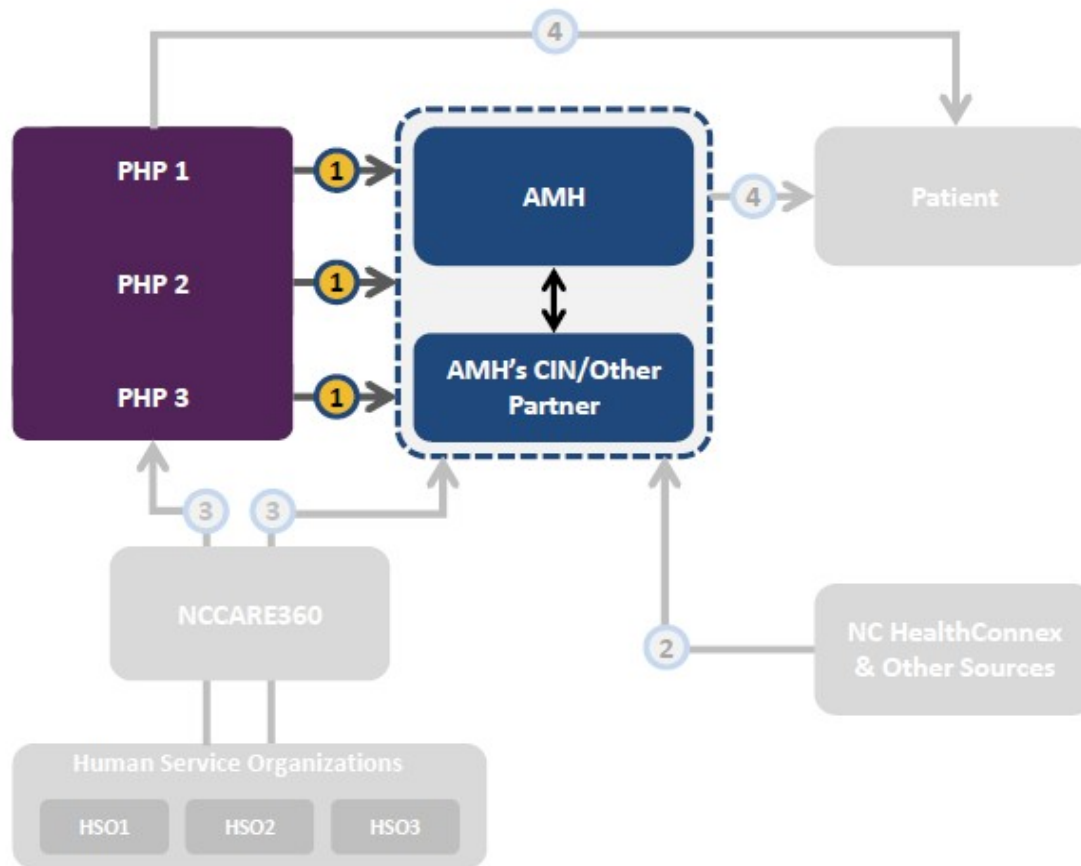 4
PHP 1
1
AMH
4
Patient
PHP 2
1
PHP 3
1
AMH's CIN/Other
Partner
3
3
NCCARE360
2
NC HealthConnex
& Other Sources
Human Service Organizations
HSO1
HSO2
HSO3